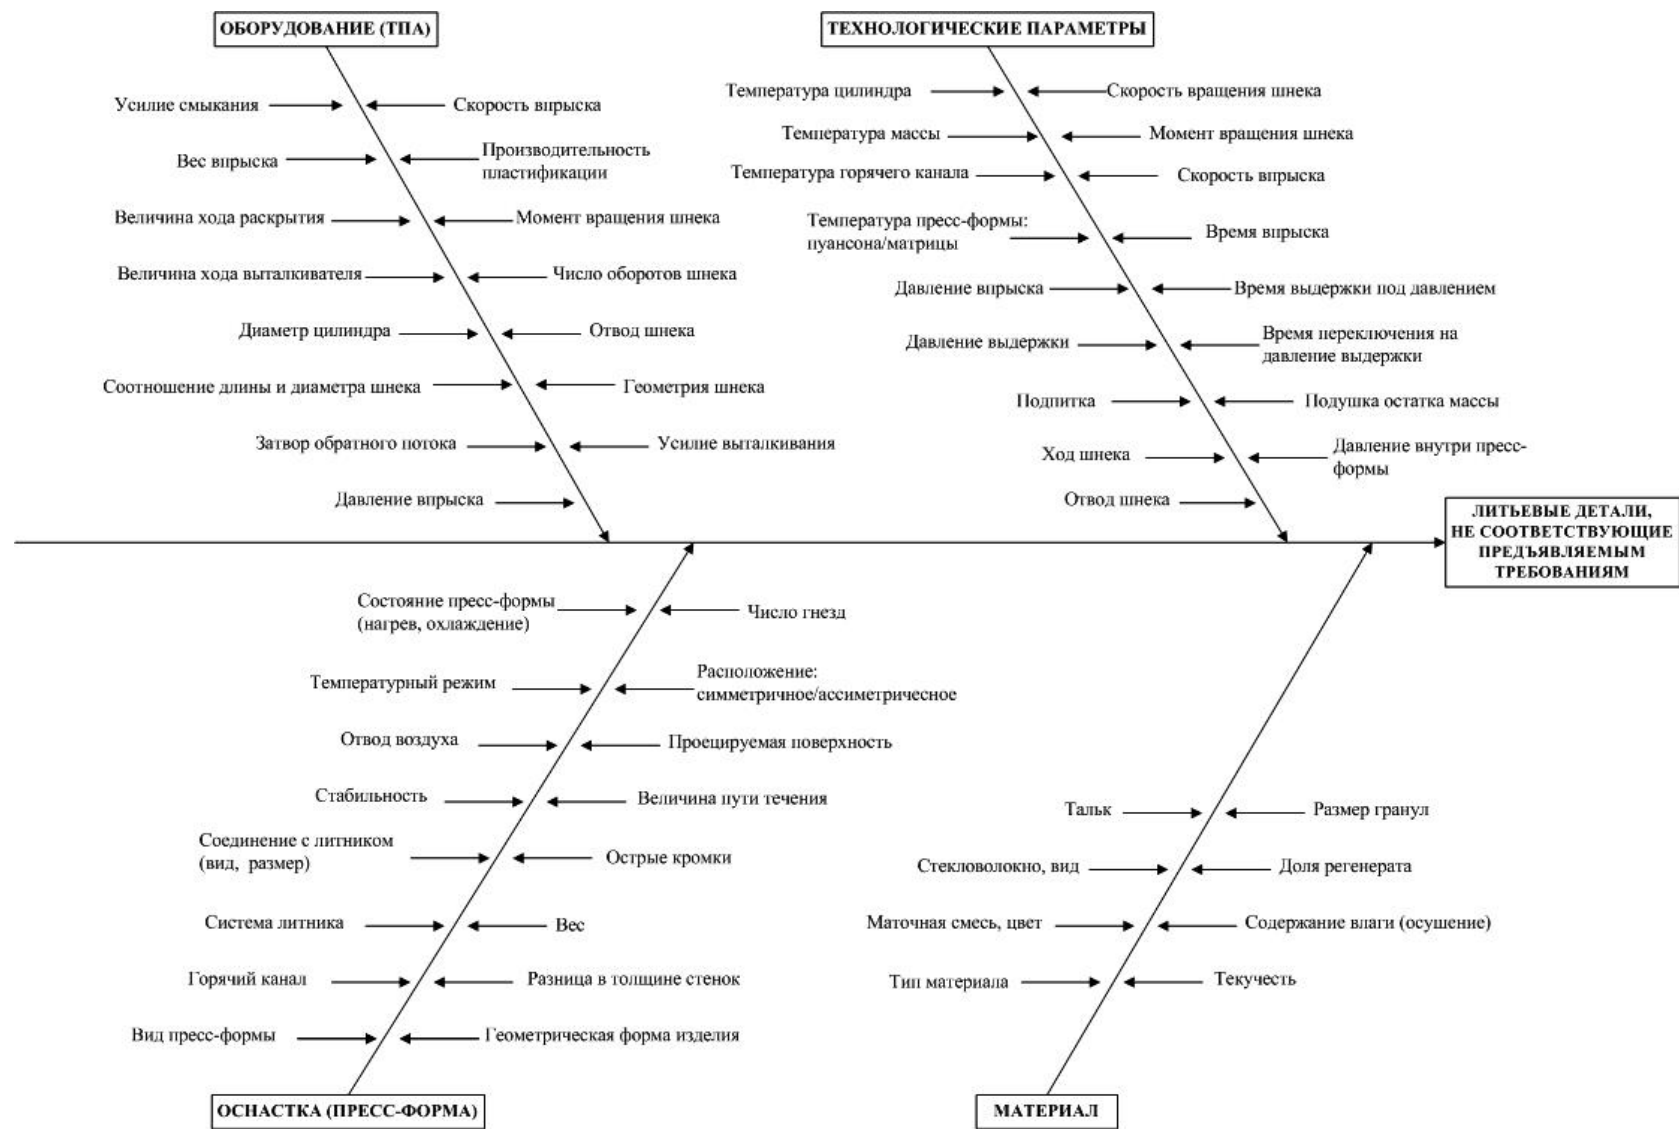 ОБОРУДОВАНИЕ (ТПА)
Усилие смыкания
Скорость впрыска
Вес впрыска
Производительность
пластификации
Величина хода раскрытия
Момент вращения шнека
Величина хода выталкивателя
Число оборотов шнека
Диаметр цилиндра
Отвод шнека
Соотношение длины и диаметра шнека
Геометрия шнека
Затвор обратного потока
Усилие выталкивания
Давление впрыска
ТЕХНОЛОГИЧЕСКИЕ ПАРАМЕТРЫ
Температура цилиндра
Скорость вращения шнека
Температура массы
Момент вращения шнека
Температура горячего канала
Скорость впрыска
Температура пресс-формы:
пуансона/матрицы
Время впрыска
Давление впрыска
Время выдержки под давлением
Давление выдержки
Время переключения на
давление выдержки
Подпитка
Подушка остатка массы
Ход шнека
Давление внутри пресс-
формы
Отвод шнека
ЛИТЬЕВЫЕ ДЕТАЛИ,
НЕ СООТВЕТСТВУЮЩИЕ
ПРЕДЪЯВЛЯЕМЫМ
ТРЕБОВАНИЯМ
Состояние пресс-формы
(нагрев, охлаждение)
Число гнезд
Температурный режим
Расположение:
симметричное/ассиметрическое
Отвод воздуха
Проецируемая поверхность
Стабильность
Величина пути течения
Соединение с литником
(вид, размер)
Острые кромки
Система литника
Вес
Горячий канал
Разница в толщине стенок
Вид пресс-формы
Геометрическая форма изделия
ОСНАСТКА (ПРЕСС-ФОРМА)
Тальк
Размер гранул
Стекловолокно, вид
Доля регенерата
Маточная смесь, цвет
Содержание влаги (осушение)
Тип материала
Текучесть
МАТЕРИАЛ